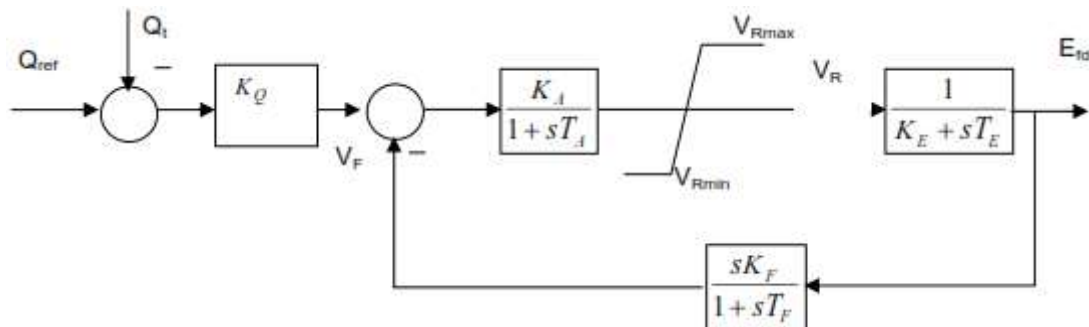 Q_ref
Q_t
−
K_Q
V_F
−
K_A
1 + sT_A
V_Rmax
V_Rmin
V_R
1
K_E + sT_E
E_fd
sK_F
1 + sT_F